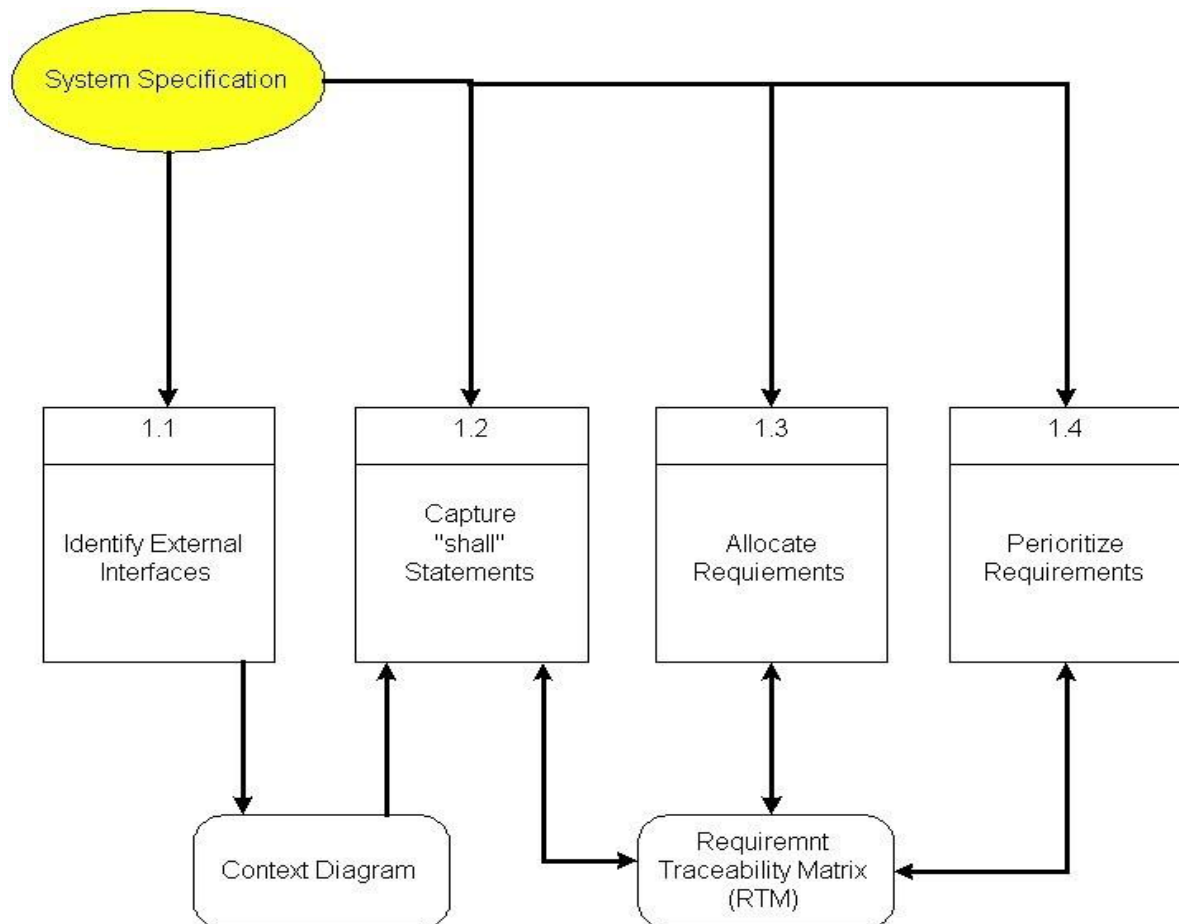 System Specification
1.1
Identify External
Interfaces
1.2
Capture
"shall"
Statements
1.3
Allocate
Requiements
1.4
Perioritize
Requirements
Context Diagram
Requiremnt
Traceability Matrix
(RTM)